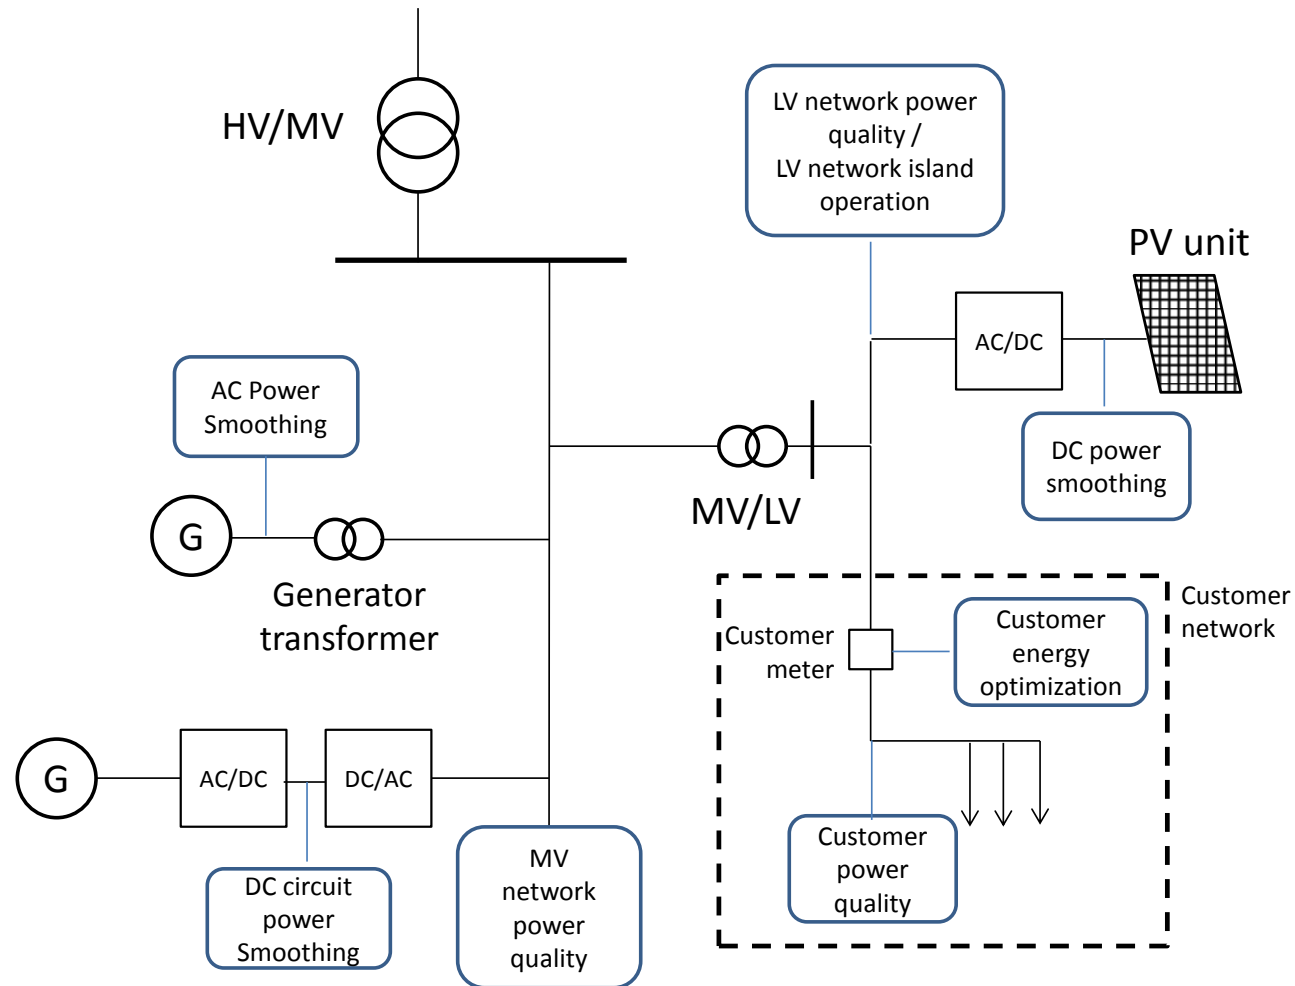 HV/MV
LV network power
quality /
LV network island
operation
PV unit
AC/DC
AC Power
Smoothing
DC power
smoothing
MV/LV
G
Generator
transformer
Customer
network
Customer
meter
Customer
energy
optimization
G
AC/DC
DC/AC
Customer
power
quality
MV
network
power
quality
DC circuit
power
Smoothing